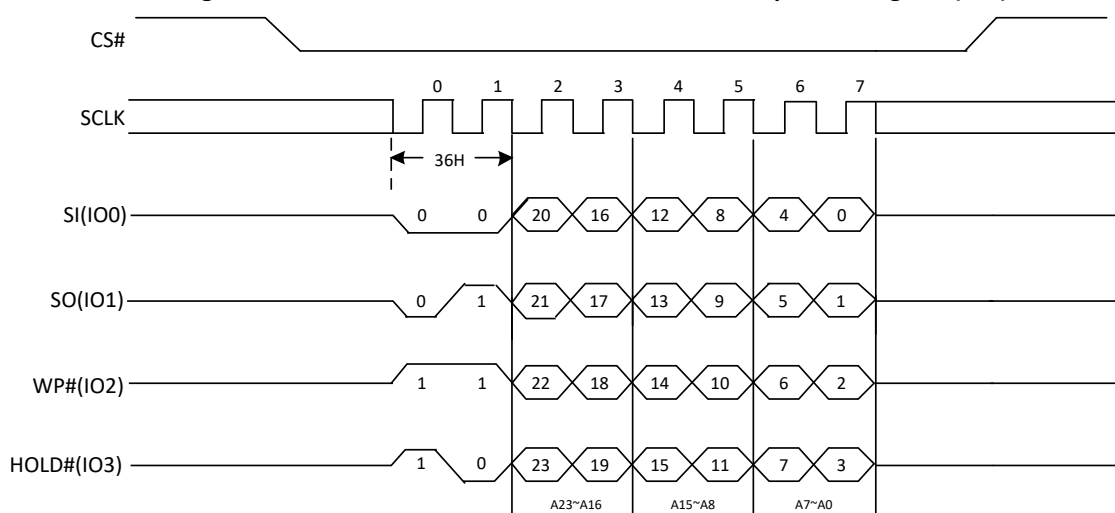 CS#
0 1 2 3 4 5 6 7
SCLK
36H
SI(IO0) 0 0 20 16 12 8 4 0
SO(IO1) 0 1 21 17 13 9 5 1
WP#(IO2) 1 1 22 18 14 10 6 2
HOLD#(IO3) 1 0 23 19 15 11 7 3
A23~A16 A15~A8 A7~A0